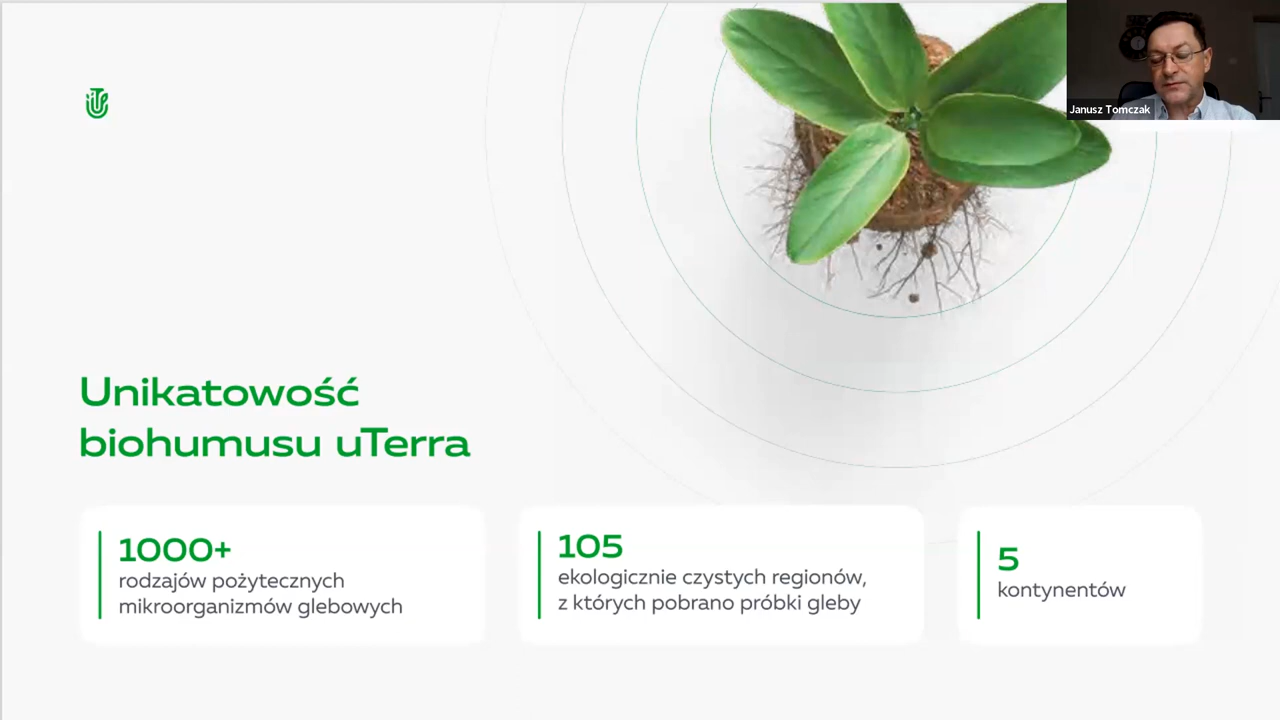 Janusz Tomczak
Unikatowość
biohumusu uTerra
1000+
rodzajów pożytecznych
mikroorganizmów glebowych
105
ekologicznie czystych regionów,
z których pobrano próbki gleby
5
kontynentów